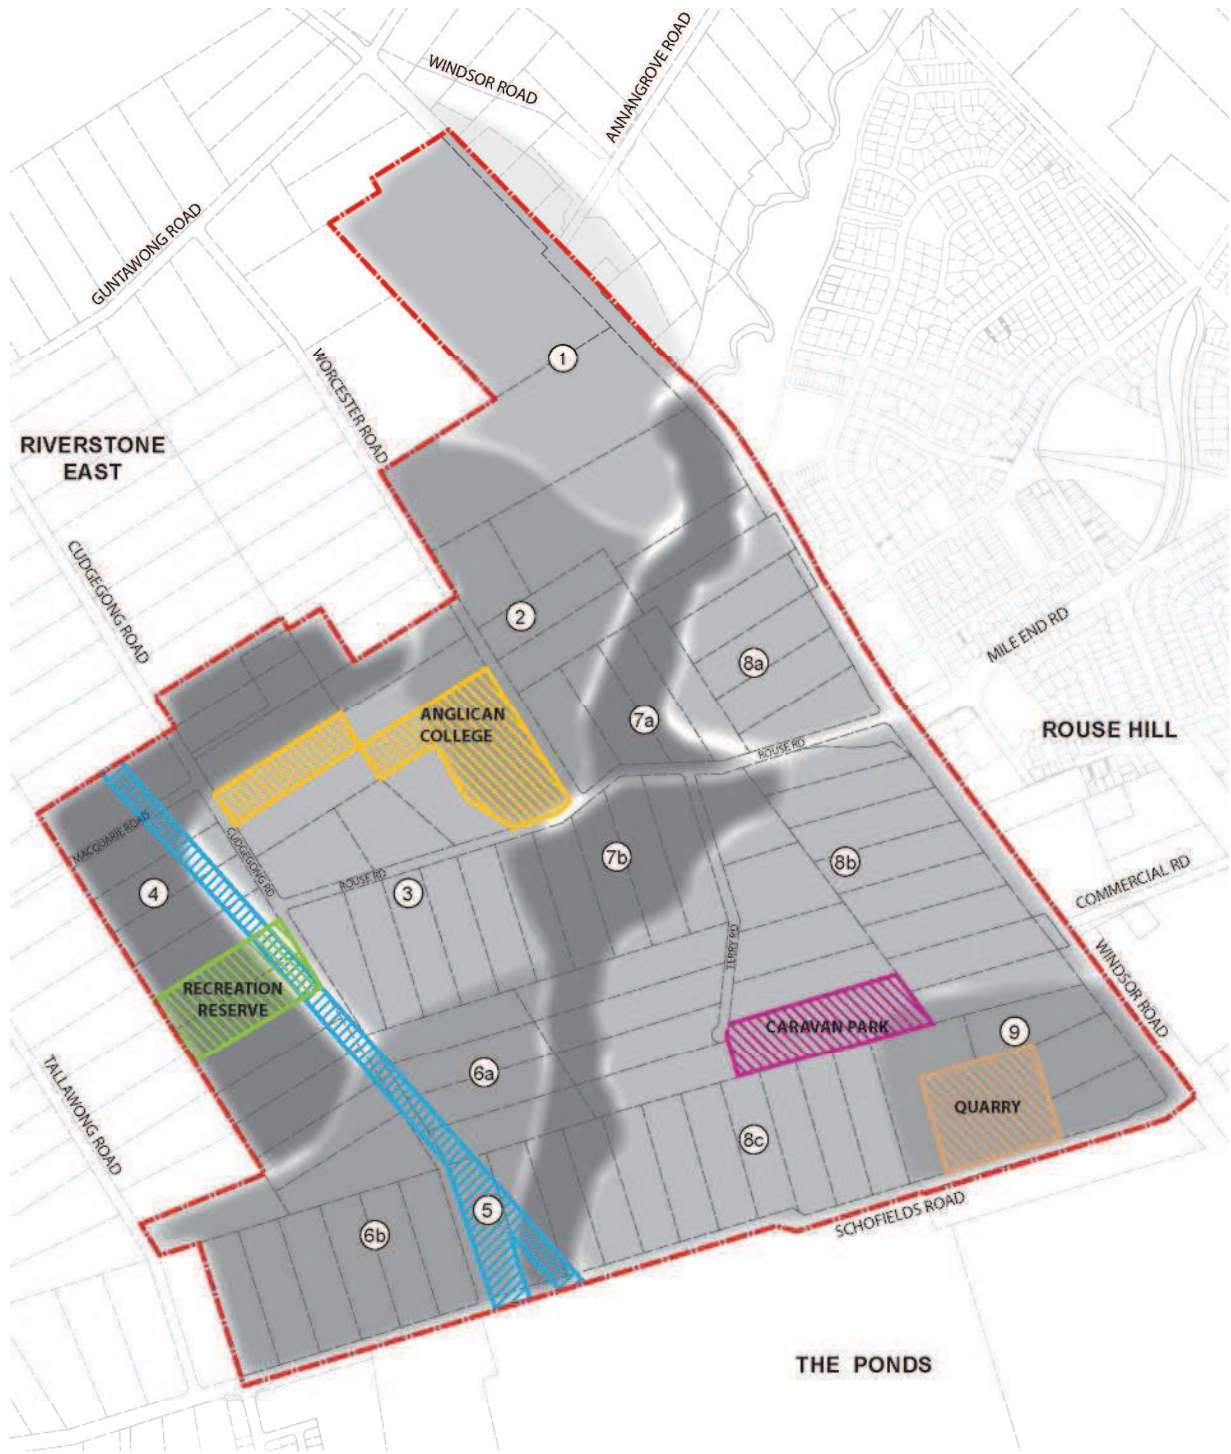 WINDSOR ROAD
ANNANGROVE ROAD
GUNTAWONG ROAD
WORCESTER ROAD
1
RIVERSTONE
EAST
CUDGEGONG ROAD
2
MILE END RD
8a
ANGLICAN
COLLEGE
7a
ROUSE HILL
ROUSE RD
MACQUARIE ROAD
CUDGEGONG RD
7b
8b
ROUSE RD
3
4
COMMERCIAL RD
TERRY RD
WINDSOR ROAD
RECREATION
RESERVE
CARAVAN PARK
9
6a
TALLAWONG ROAD
QUARRY
8c
5
SCHOFIELDS ROAD
6b
THE PONDS